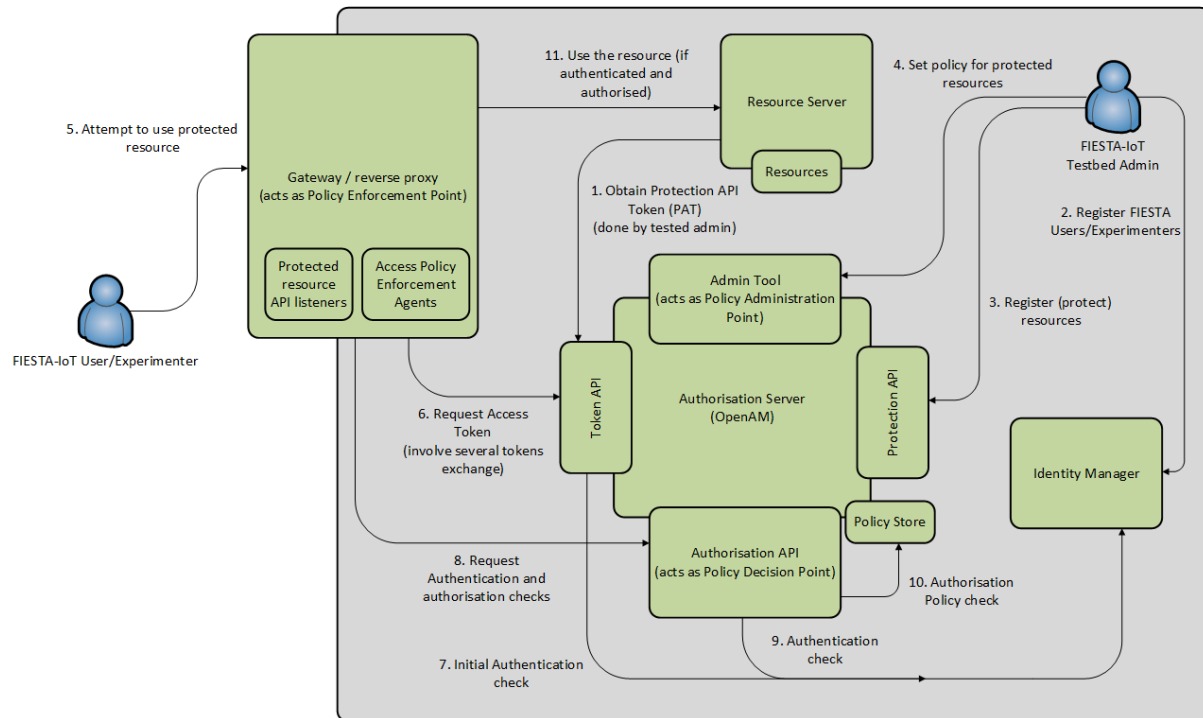 11. Use the resource (if
authenticated and
authorised)
Resource Server
Resources
4. Set policy for protected
resources
FIESTA-IoT
Testbed Admin
5. Attempt to use protected
resource
Gateway / reverse proxy
(acts as Policy Enforcement Point)
Protected
resource
API listeners
Access Policy
Enforcement
Agents
FIESTA-IoT User/Experimenter
1. Obtain Protection API
Token (PAT)
(done by tested admin)
2. Register FIESTA
Users/Experimenters
3. Register (protect)
resources
Admin Tool
(acts as Policy Administration
Point)
Token API
Authorisation Server
(OpenAM)
Protection API
6. Request Access
Token
(involve several tokens
exchange)
Identity Manager
Policy Store
Authorisation API
(acts as Policy Decision Point)
8. Request
Authentication and
authorisation checks
10. Authorisation
Policy check
7. Initial Authentication
check
9. Authentication
check